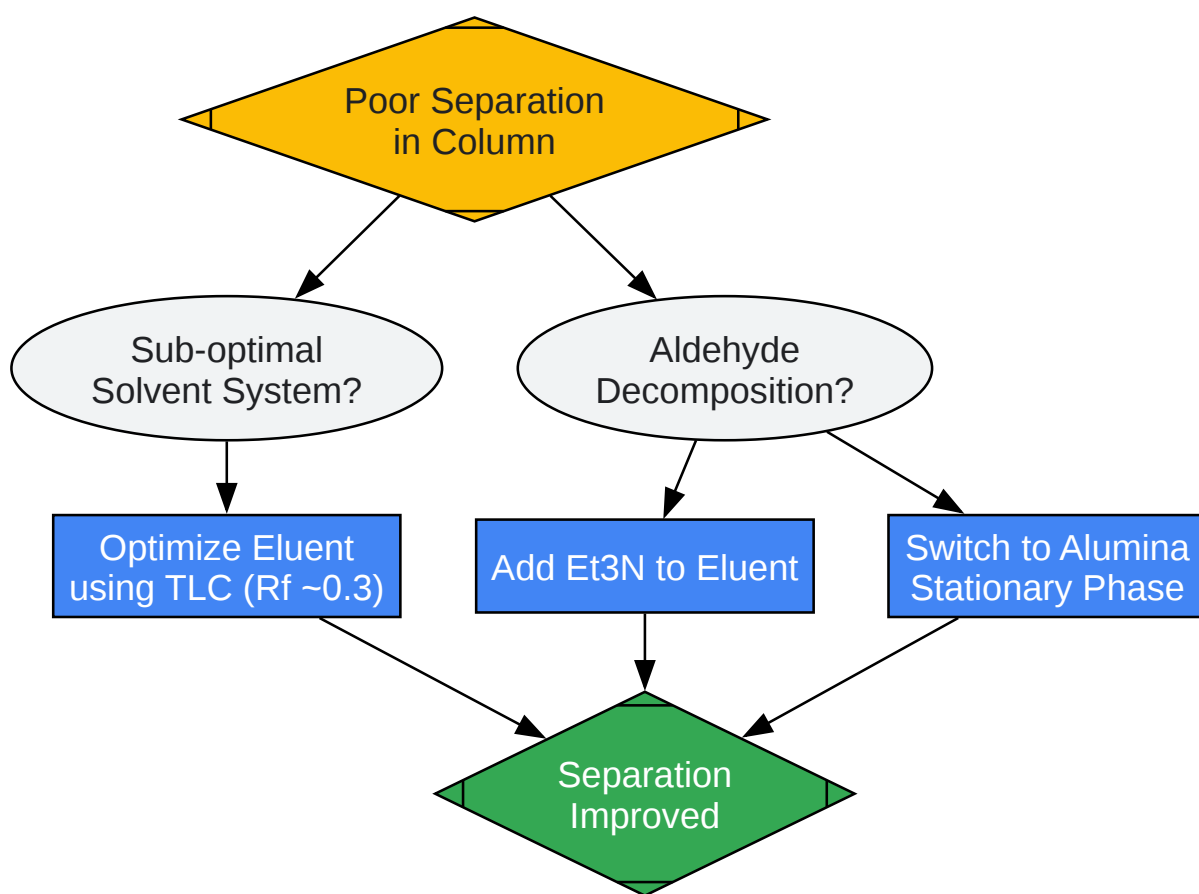 Poor Separation
in Column
Sub-optimal
Solvent System?
Aldehyde
Decomposition?
Optimize Eluent
using TLC (Rf ~0.3)
Add Et3N to Eluent
Switch to Alumina
Stationary Phase
Separation
Improved